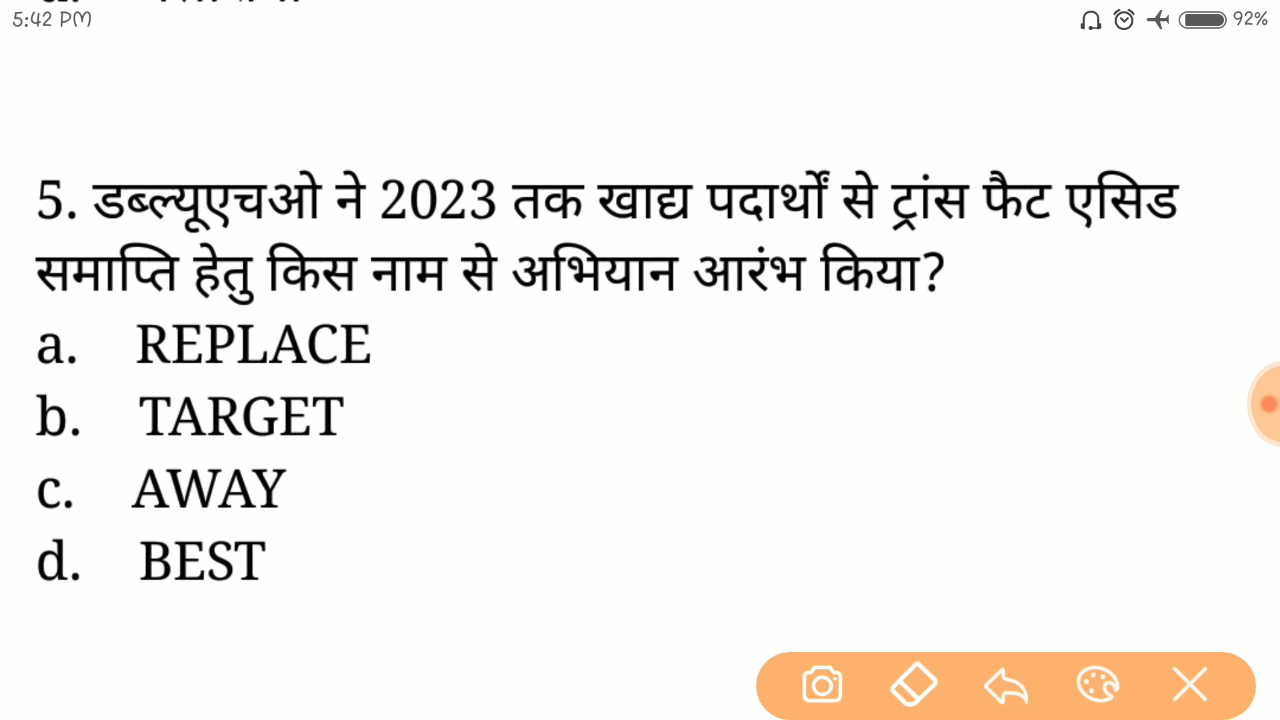 5:42 PM
92%
5. डब्ल्यूएचओ ने 2023 तक खाद्य पदार्थों से ट्रांस फैट एसिड
समाप्ति हेतु किस नाम से अभियान आरंभ किया?
a. REPLACE
b. TARGET
c. AWAY
d. BEST